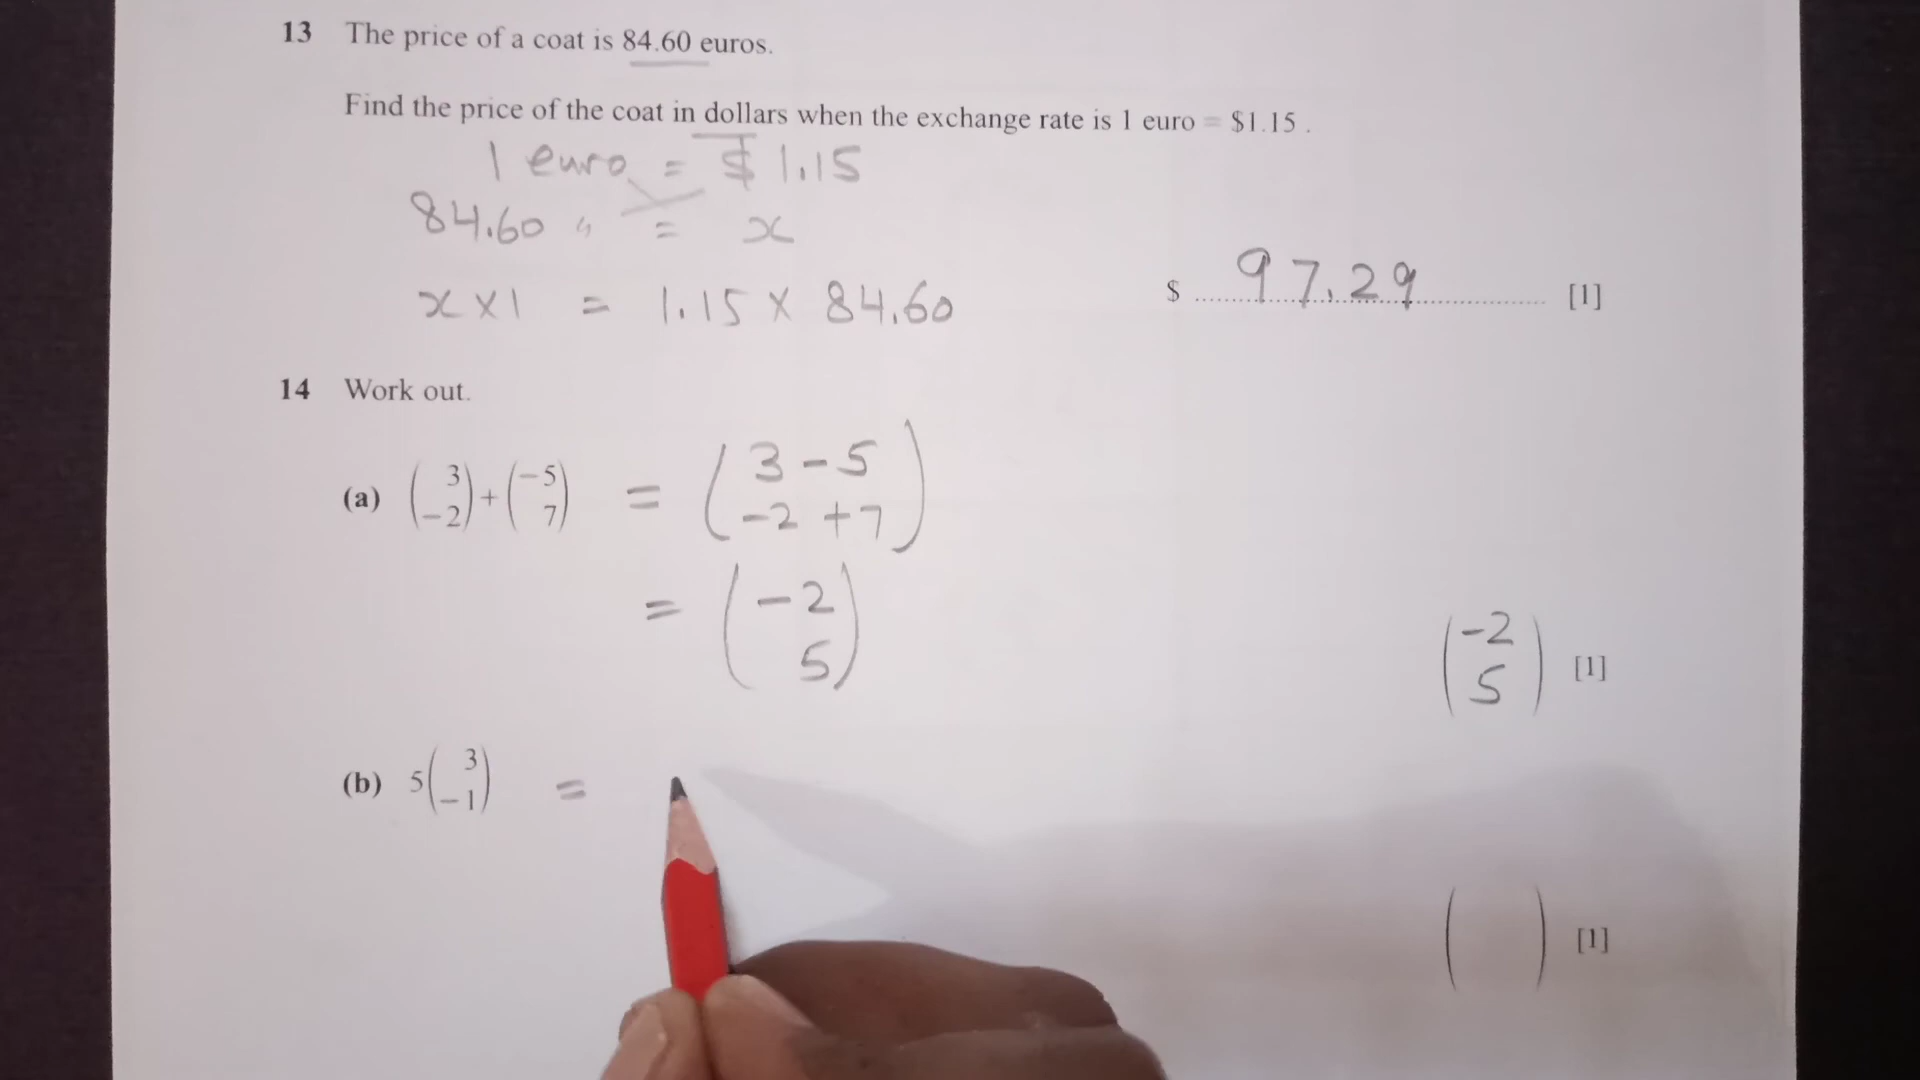 13 The price of a coat is 84.60 euros.
Find the price of the coat in dollars when the exchange rate is 1 euro = $1.15 .
1 euro = $ 1.15
84.60 〃 = x
x × 1 = 1.15 × 84.60
$ 97.29 [1]
14 Work out.
(a) (3 -2) + (-5 7) = (3 - 5 -2 + 7)
= (-2 5)
(-2 5) [1]
(b) 5(3 -1) =
( ) [1]